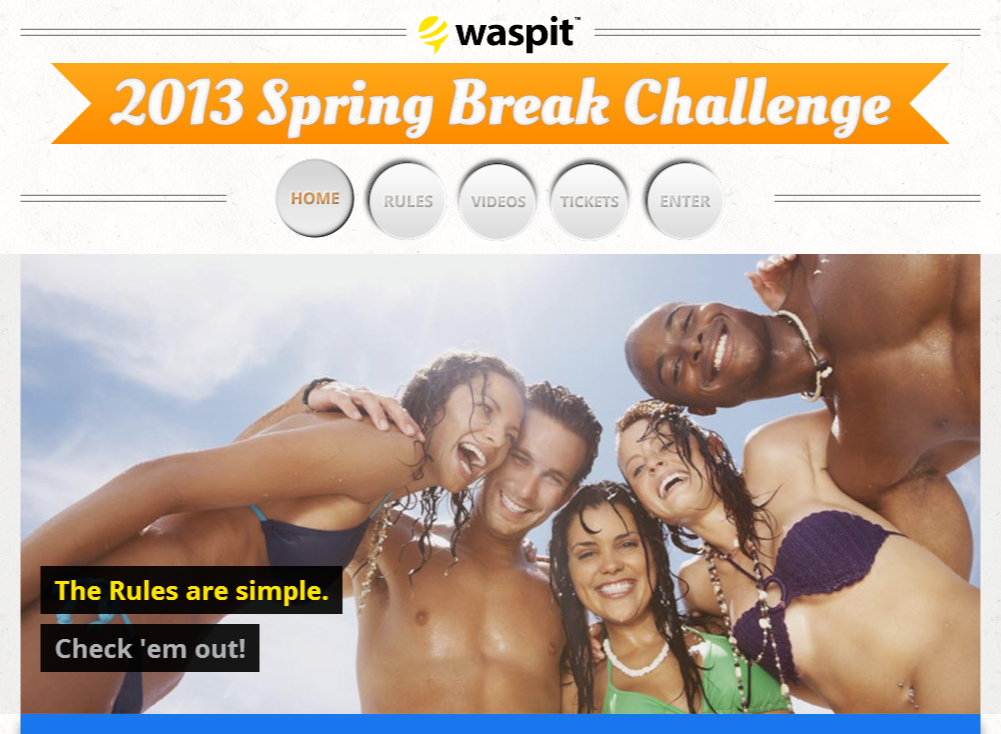 waspit™
2013 Spring Break Challenge
HOME RULES VIDEOS TICKETS ENTER
The Rules are simple.
Check 'em out!